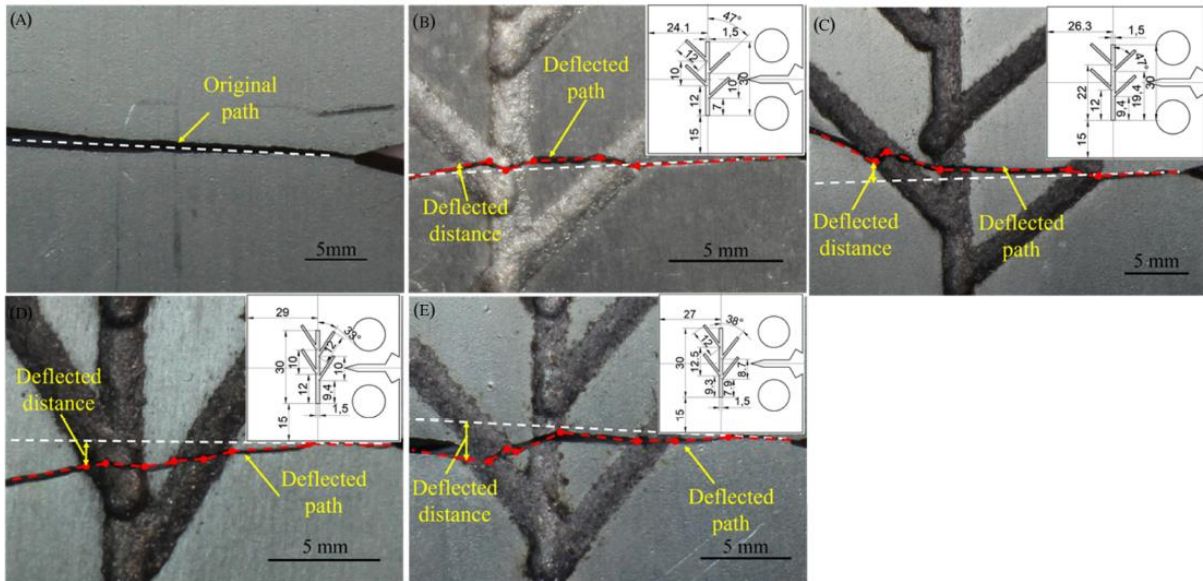 (A)
Original
path
5mm
(B)
Deflected
path
Deflected
distance
5 mm
24.1
47°
1,5
12
10
30
10
12
7
15
(C)
Deflected
distance
Deflected
path
5 mm
26.3
1,5
47°
22
12
9,4
19,4
30
15
(D)
Deflected
distance
Deflected
path
5 mm
29
33°
12
10
30
10
12
9,4
15
1,5
(E)
Deflected
distance
Deflected
path
5 mm
27
38°
12
12.5
30
8.7
9.3
7.9
15
1,5